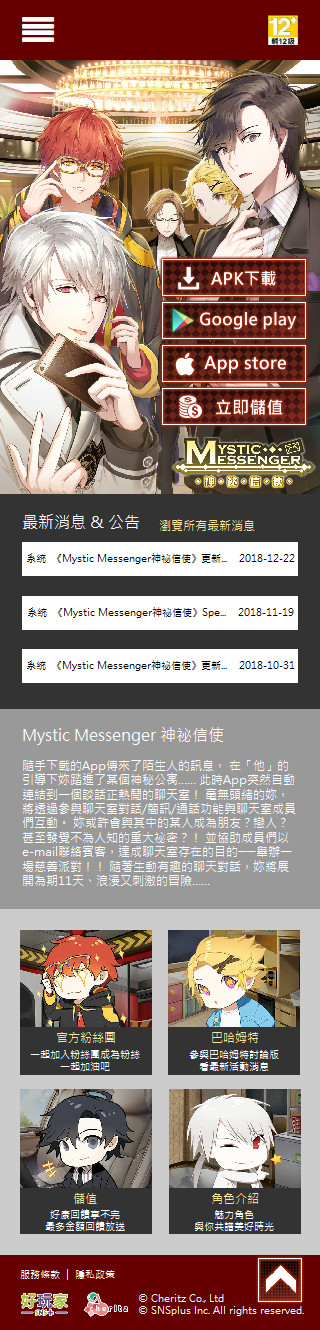 12+
輔12級
APK下載
Google play
App store
立即儲值
MYSTIC
MESSENGER
神祕信使
最新消息 & 公告 瀏覽所有最新消息
系統 《Mystic Messenger神祕信使》更新... 2018-12-22
系統 《Mystic Messenger神祕信使》Spe... 2018-11-19
系統 《Mystic Messenger神祕信使》更新... 2018-10-31
Mystic Messenger 神祕信使
隨手下載的App傳來了陌生人的訊息， 在「他」的
引導下妳踏進了某個神秘公寓...... 此時App突然自動
連結到一個談話正熱鬧的聊天室！ 毫無頭緒的妳，
將透過參與聊天室對話/簡訊/通話功能與聊天室成員
們互動。 妳或許會與其中的某人成為朋友？戀人？
甚至發覺不為人知的重大祕密？！ 並協助成員們以
e-mail聯絡賓客，達成聊天室存在的目的──舉辦一
場慈善派對！！ 隨著生動有趣的聊天對話，妳將展
開為期11天、浪漫又刺激的冒險......
官方粉絲團
一起加入粉絲團成為粉絲
一起加油吧
巴哈姆特
參與巴哈姆特討論版
看最新活動消息
儲值
好康回饋享不完
最多金額回饋放送
角色介紹
魅力角色
與你共譜美好時光
服務條款 | 隱私政策
好玩家
SNS+
Cheritz
© Cheritz Co., Ltd
© SNSplus Inc. All rights reserved.